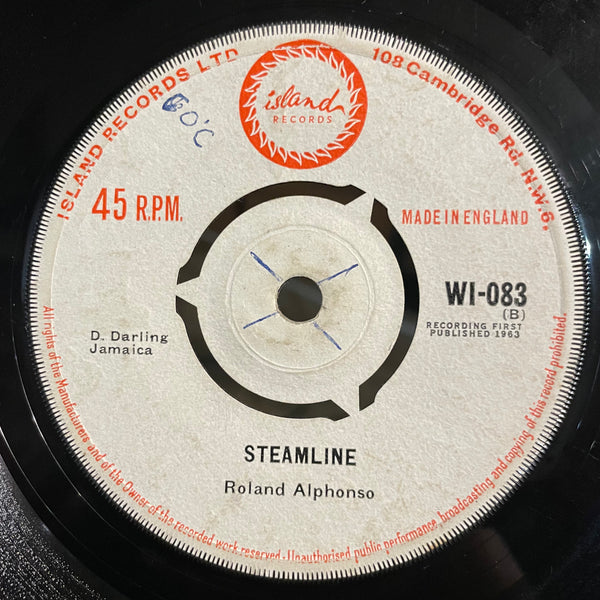 ISLAND RECORDS LTD
108 Cambridge Rd. N.W.6.
island
RECORDS
45 R.P.M.
MADE IN ENGLAND
WI-083
(B)
RECORDING FIRST
PUBLISHED 1963
D. Darling
Jamaica
STEAMLINE
Roland Alphonso
All rights of the Manufacturers and of the Owner of the recorded work reserved - Unauthorised public performance, broadcasting and copying of this record prohibited.